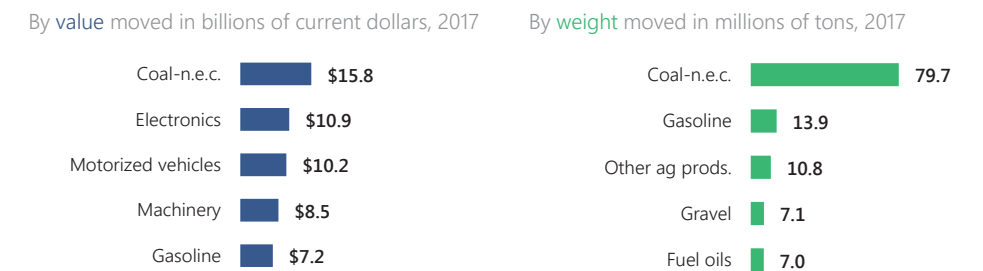 By value moved in billions of current dollars, 2017
Coal-n.e.c. $15.8
Electronics $10.9
Motorized vehicles $10.2
Machinery $8.5
Gasoline $7.2
By weight moved in millions of tons, 2017
Coal-n.e.c. 79.7
Gasoline 13.9
Other ag prods. 10.8
Gravel 7.1
Fuel oils 7.0